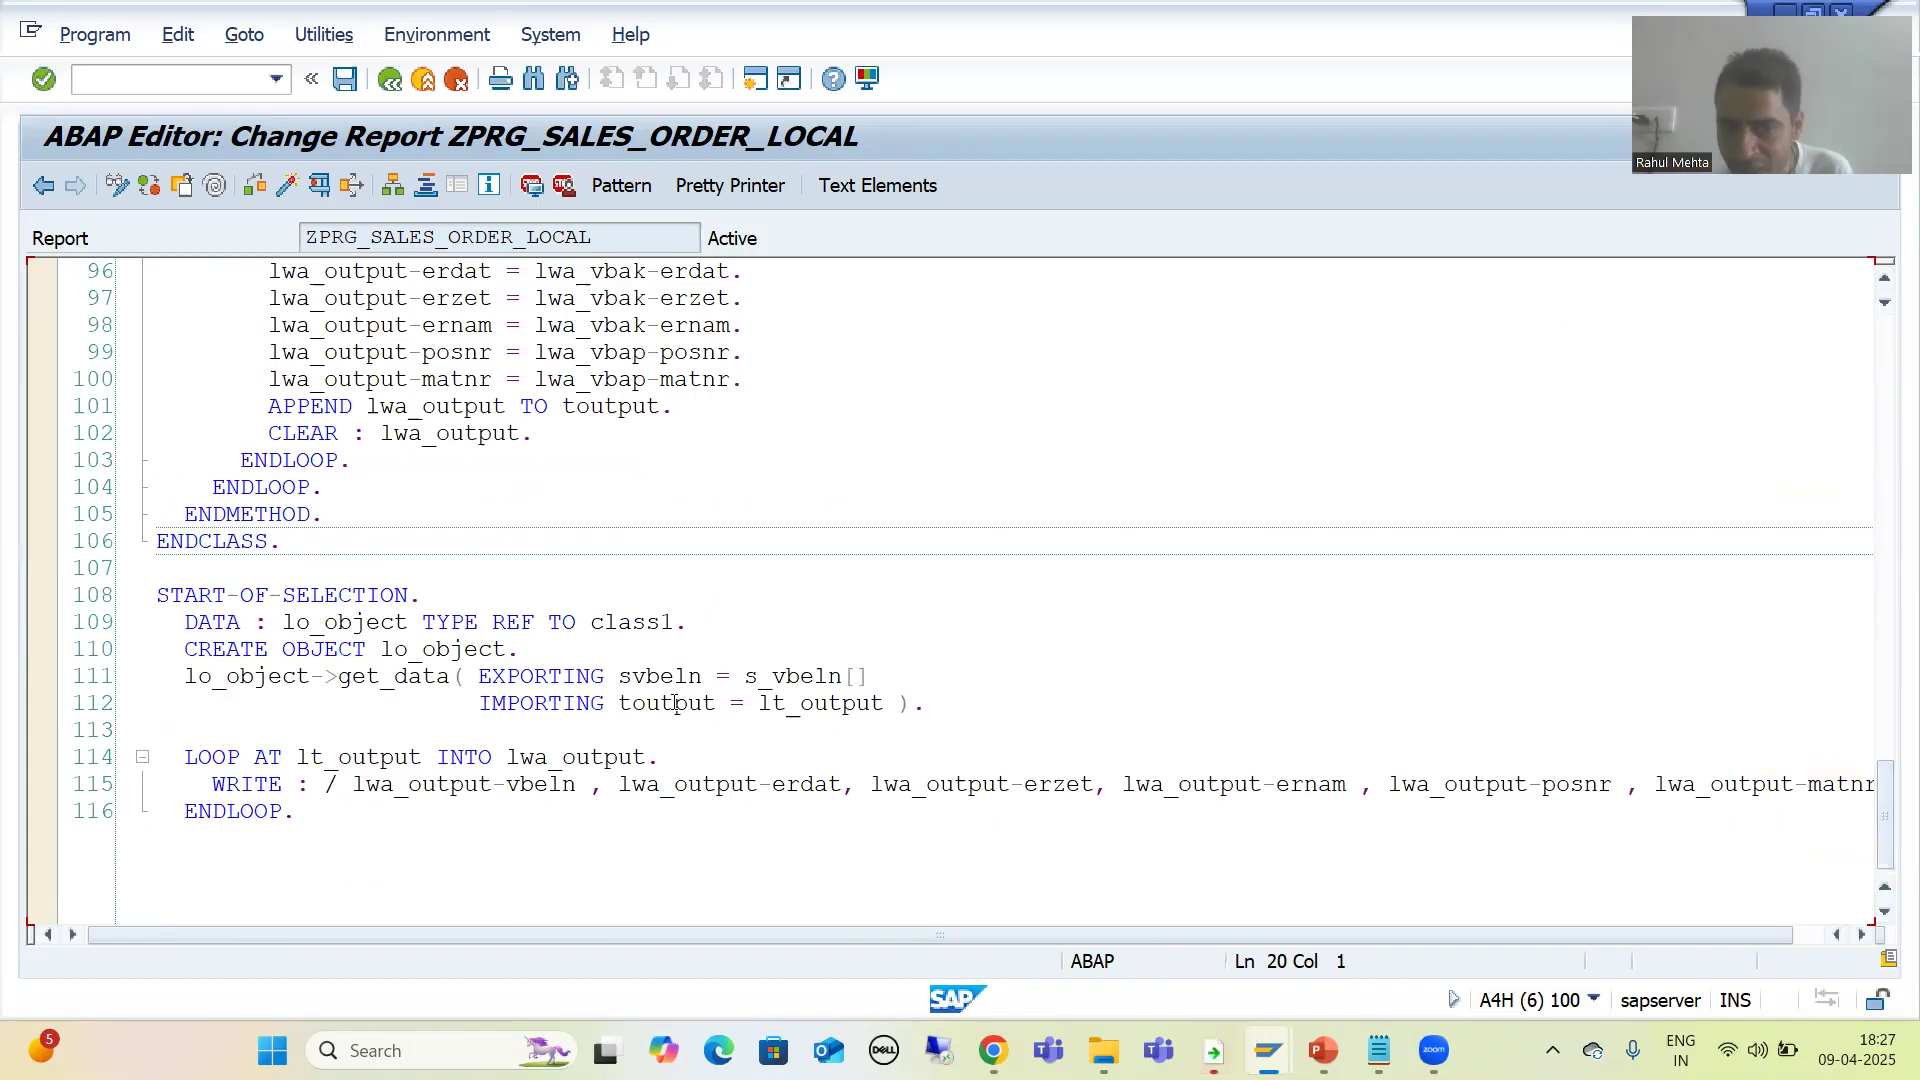 Program Edit Goto Utilities Environment System Help
Rahul Mehta
ABAP Editor: Change Report ZPRG_SALES_ORDER_LOCAL
Pattern Pretty Printer Text Elements
Report ZPRG_SALES_ORDER_LOCAL Active
96 lwa_output-erdat = lwa_vbak-erdat.
97 lwa_output-erzet = lwa_vbak-erzet.
98 lwa_output-ernam = lwa_vbak-ernam.
99 lwa_output-posnr = lwa_vbap-posnr.
100 lwa_output-matnr = lwa_vbap-matnr.
101 APPEND lwa_output TO toutput.
102 CLEAR : lwa_output.
103 ENDLOOP.
104 ENDLOOP.
105 ENDMETHOD.
106 ENDCLASS.
107
108 START-OF-SELECTION.
109 DATA : lo_object TYPE REF TO class1.
110 CREATE OBJECT lo_object.
111 lo_object->get_data( EXPORTING svbeln = s_vbeln[]
112 IMPORTING toutput = lt_output ).
113
114 LOOP AT lt_output INTO lwa_output.
115 WRITE : / lwa_output-vbeln , lwa_output-erdat, lwa_output-erzet, lwa_output-ernam , lwa_output-posnr , lwa_output-matnr
116 ENDLOOP.
ABAP Ln 20 Col 1
SAP A4H (6) 100 sapserver INS
5 Search DELL zoom ENG IN 18:27 09-04-2025